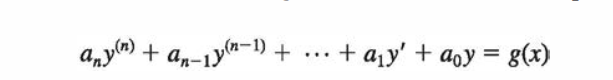 aₙy⁽ⁿ⁾ + aₙ₋₁y⁽ⁿ⁻¹⁾ + ··· + a₁y′ + a₀y = g(x)